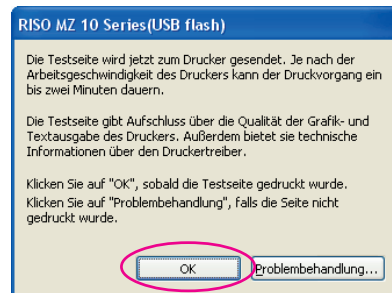 RISO MZ 10 Series(USB flash)
Die Testseite wird jetzt zum Drucker gesendet. Je nach der
Arbeitsgeschwindigkeit des Druckers kann der Druckvorgang ein
bis zwei Minuten dauern.
Die Testseite gibt Aufschluss über die Qualität der Grafik- und
Textausgabe des Druckers. Außerdem bietet sie technische
Informationen über den Druckertreiber.
Klicken Sie auf "OK", sobald die Testseite gedruckt wurde.
Klicken Sie auf "Problembehandlung", falls die Seite nicht
gedruckt wurde.
OK Problembehandlung...